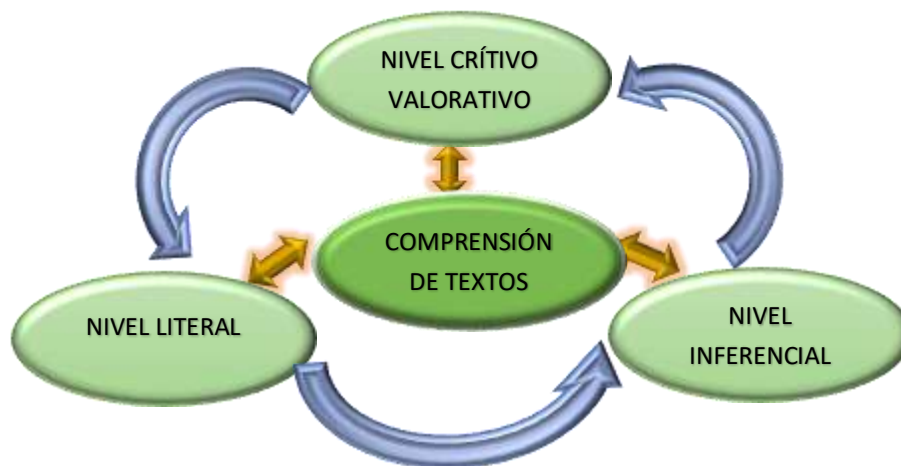 NIVEL CRÍTIVO
VALORATIVO
COMPRENSIÓN
DE TEXTOS
NIVEL LITERAL
NIVEL
INFERENCIAL